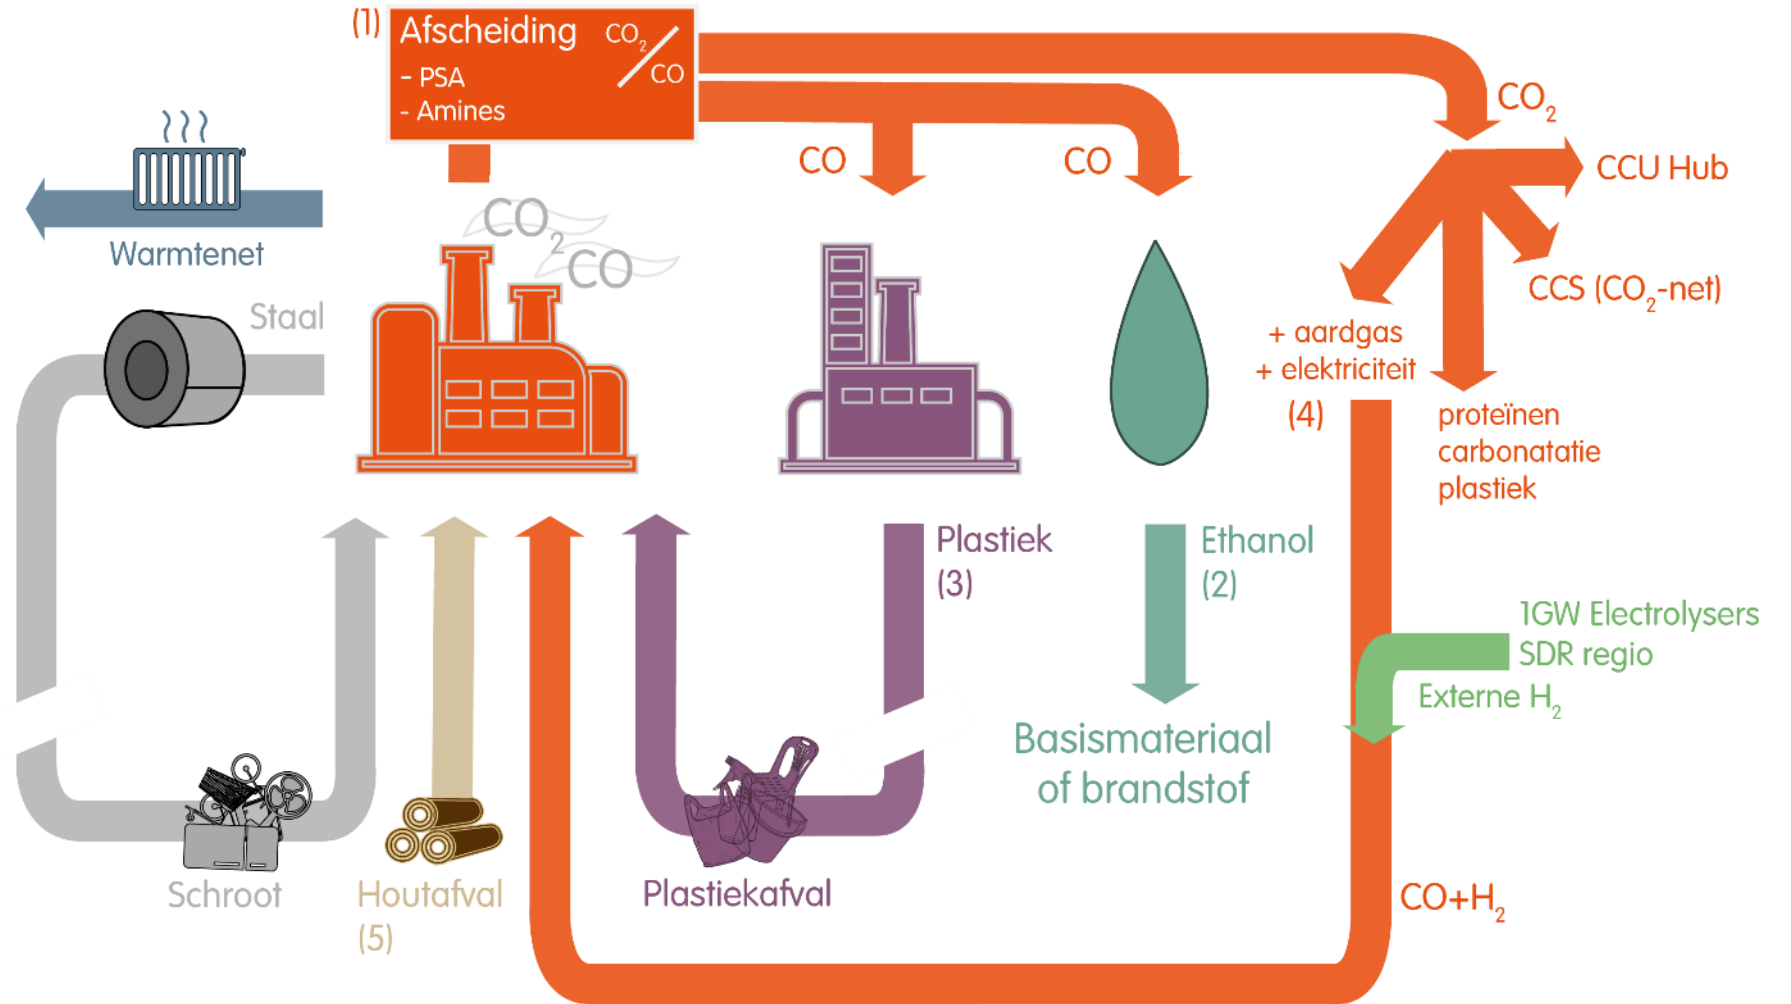 (1)
Afscheiding
CO₂
CO
- PSA
- Amines
CO₂
CO
CO
CCU Hub
Warmtenet
CO₂
CO
CCS (CO₂-net)
Staal
+ aardgas
+ elektriciteit
(4)
proteïnen
carbonatatie
plastiek
Plastiek
(3)
Ethanol
(2)
1GW Electrolysers
SDR regio
Externe H₂
Basismateriaal
of brandstof
Schroot
Houtafval
(5)
Plastiekafval
CO+H₂